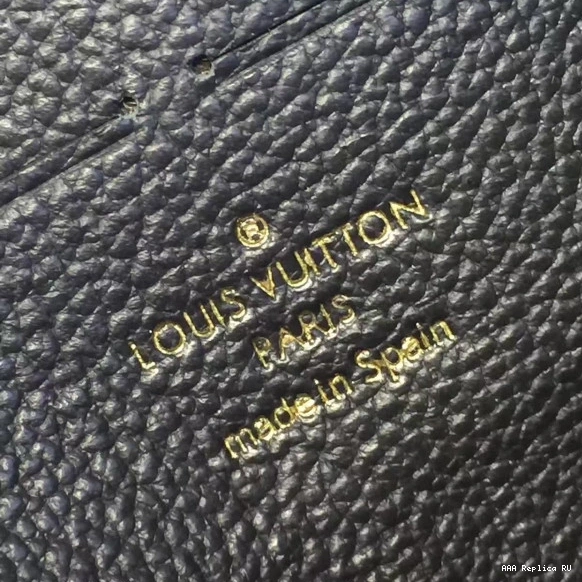 ®
LOUIS VUITTON
PARIS
made in Spain
AAA Replica RU